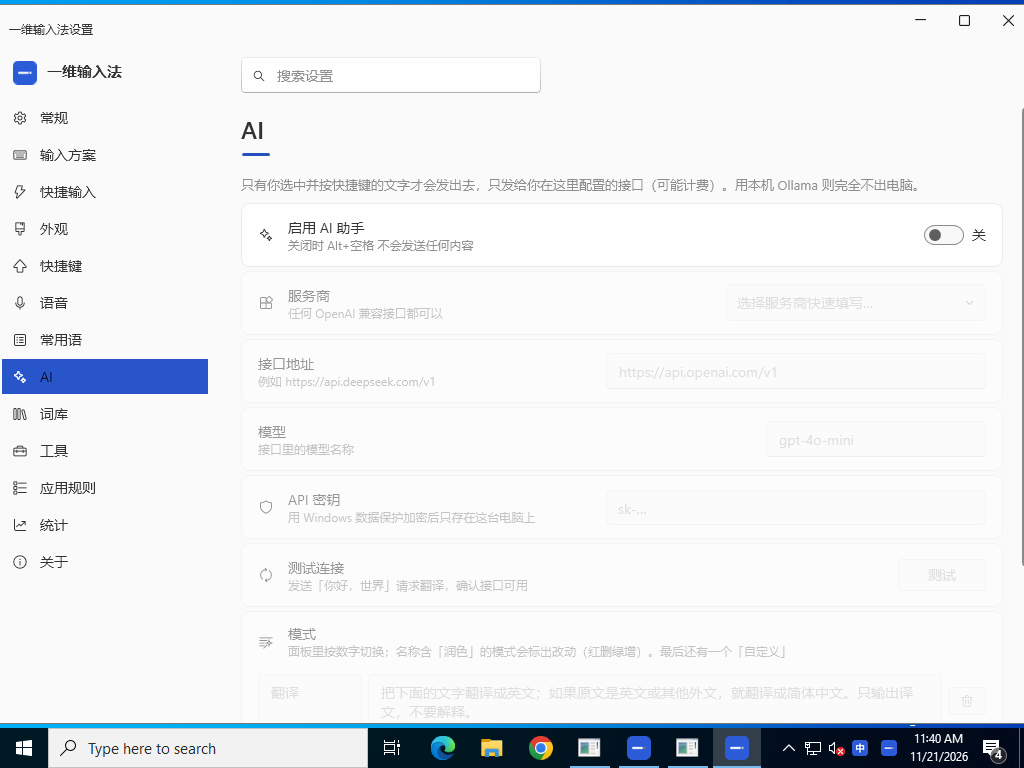 一维输入法设置
一维输入法
搜索设置
常规
输入方案
快捷输入
外观
快捷键
语音
常用语
AI
词库
工具
应用规则
统计
关于
AI
只有你选中并按快捷键的文字才会发出去，只发给你在这里配置的接口（可能计费）。用本机 Ollama 则完全不出电脑。
启用 AI 助手
关闭时 Alt+空格 不会发送任何内容
关
服务商
任何 OpenAI 兼容接口都可以
选择服务商快速填写...
接口地址
例如 https://api.deepseek.com/v1
https://api.openai.com/v1
模型
接口里的模型名称
gpt-4o-mini
API 密钥
用 Windows 数据保护加密后只存在这台电脑上
sk-...
测试连接
发送「你好，世界」请求翻译，确认接口可用
测试
模式
面板里按数字切换；名称含「润色」的模式会标出改动（红删绿增）。最后还有一个「自定义」
翻译
把下面的文字翻译成英文；如果原文是英文或其他外文，就翻译成简体中文。只输出译
文，不要解释。
Type here to search
中
11:40 AM
11/21/2026
4